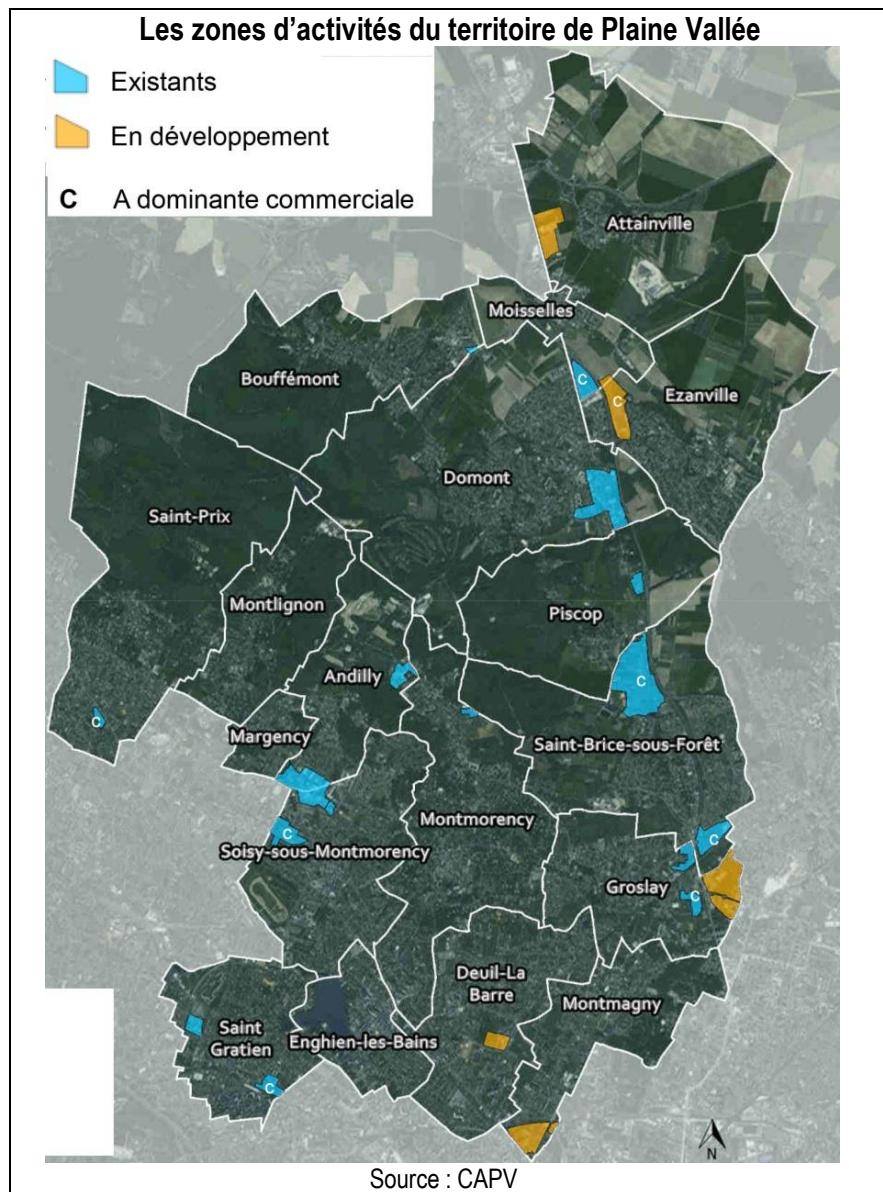 Les zones d’activités du territoire de Plaine Vallée
Existants
En développement
C A dominante commerciale
Attainville
Moisselles
Bouffémont
Ezanville
C
C
Domont
Saint-Prix
Montlignon
Piscop
Andilly
C
C
Margency
Saint-Brice-sous-Forêt
Montmorency
C
C
Soisy-sous-Montmorency
Groslay
C
Deuil-La
Barre
Montmagny
Saint
Gratien
Enghien-les-Bains
C
N
Source : CAPV